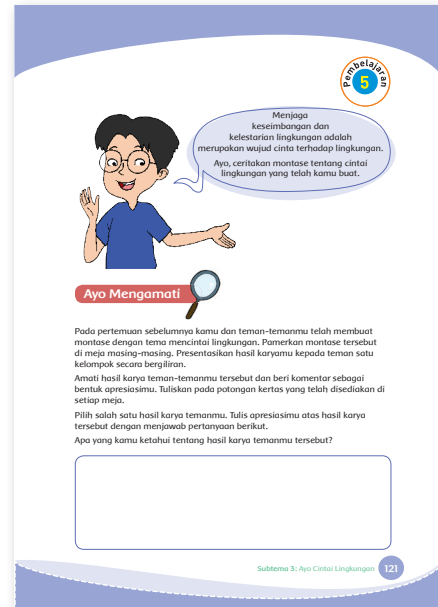 Pembelajaran
5
Menjaga
keseimbangan dan
kelestarian lingkungan adalah
merupakan wujud cinta terhadap lingkungan.
Ayo, ceritakan montase tentang cintai
lingkungan yang telah kamu buat.
Ayo Mengamati
Pada pertemuan sebelumnya kamu dan teman-temanmu telah membuat
montase dengan tema mencintai lingkungan. Pamerkan montase tersebut
di meja masing-masing. Presentasikan hasil karyamu kepada teman satu
kelompok secara bergiliran.
Amati hasil karya teman-temanmu tersebut dan beri komentar sebagai
bentuk apresiasimu. Tuliskan pada potongan kertas yang telah disediakan di
setiap meja.
Pilih salah satu hasil karya temanmu. Tulis apresiasimu atas hasil karya
tersebut dengan menjawab pertanyaan berikut.
Apa yang kamu ketahui tentang hasil karya temanmu tersebut?
Subtema 3: Ayo Cintai Lingkungan 121